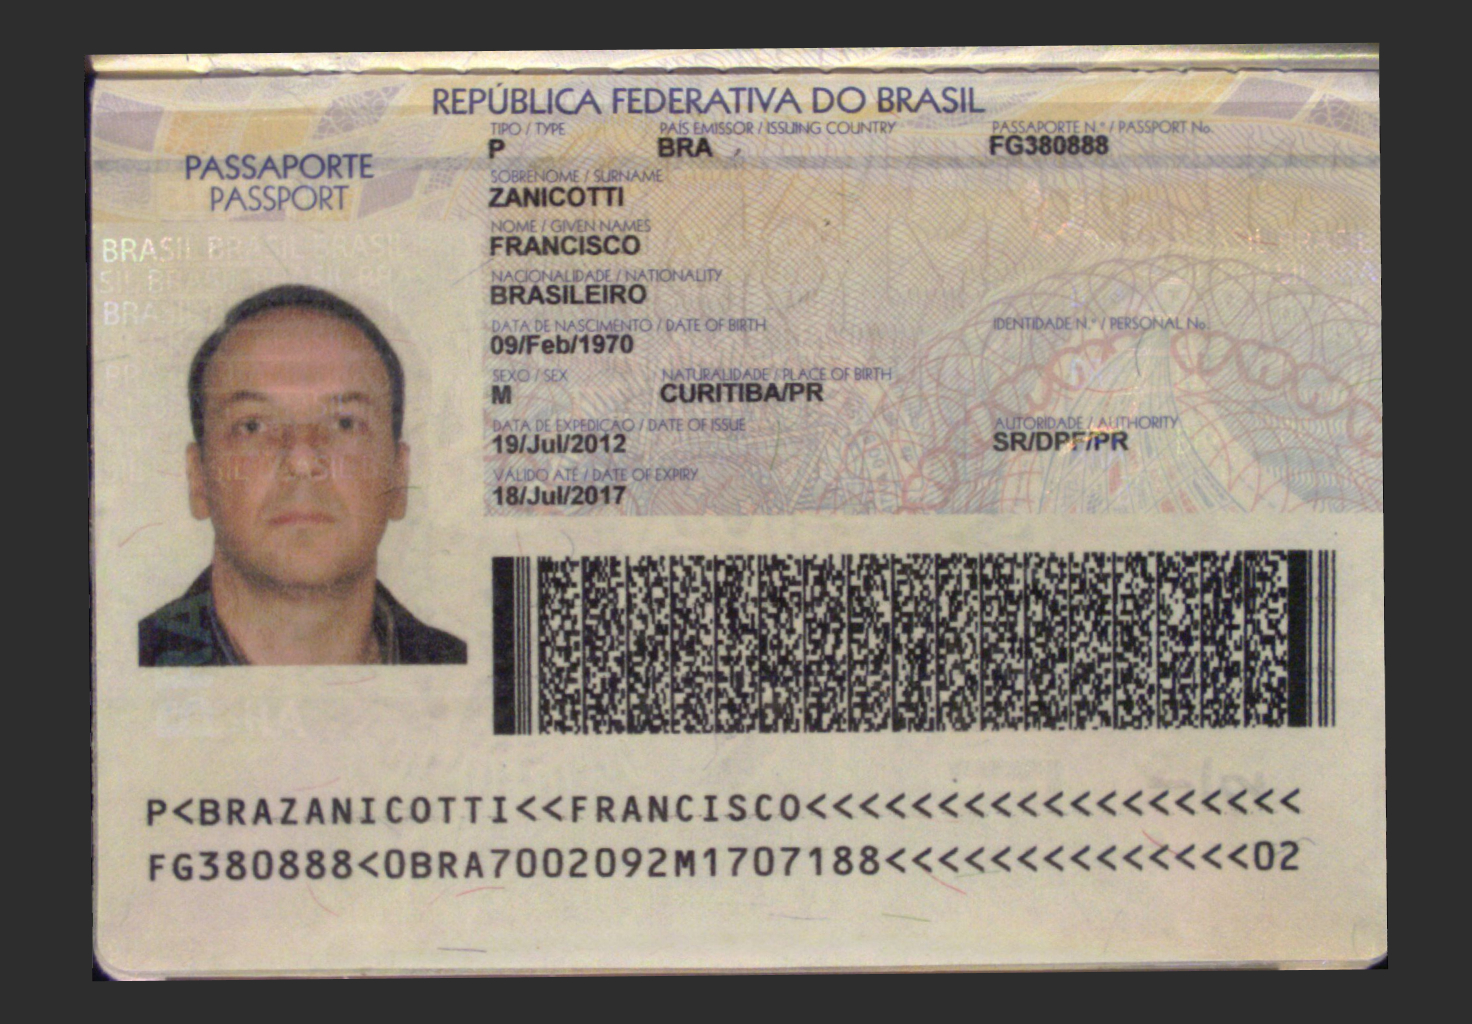 REPÚBLICA FEDERATIVA DO BRASIL
TIPO / TYPE PAÍS EMISSOR / ISSUING COUNTRY PASSAPORTE N.º / PASSPORT No.
P BRA FG380888
PASSAPORTE
PASSPORT
SOBRENOME / SURNAME
ZANICOTTI
NOME / GIVEN NAMES
FRANCISCO
NACIONALIDADE / NATIONALITY
BRASILEIRO
DATA DE NASCIMENTO / DATE OF BIRTH IDENTIDADE N.º / PERSONAL No.
09/Feb/1970
SEXO / SEX NATURALIDADE / PLACE OF BIRTH
M CURITIBA/PR
DATA DE EXPEDIÇÃO / DATE OF ISSUE AUTORIDADE / AUTHORITY
19/Jul/2012 SR/DPF/PR
VÁLIDO ATÉ / DATE OF EXPIRY
18/Jul/2017
BRASIL BRASIL BRASIL
P<BRAZANICOTTI<<FRANCISCO<<<<<<<<<<<<<<<<<<<
FG380888<0BRA7002092M1707188<<<<<<<<<<<<<<02